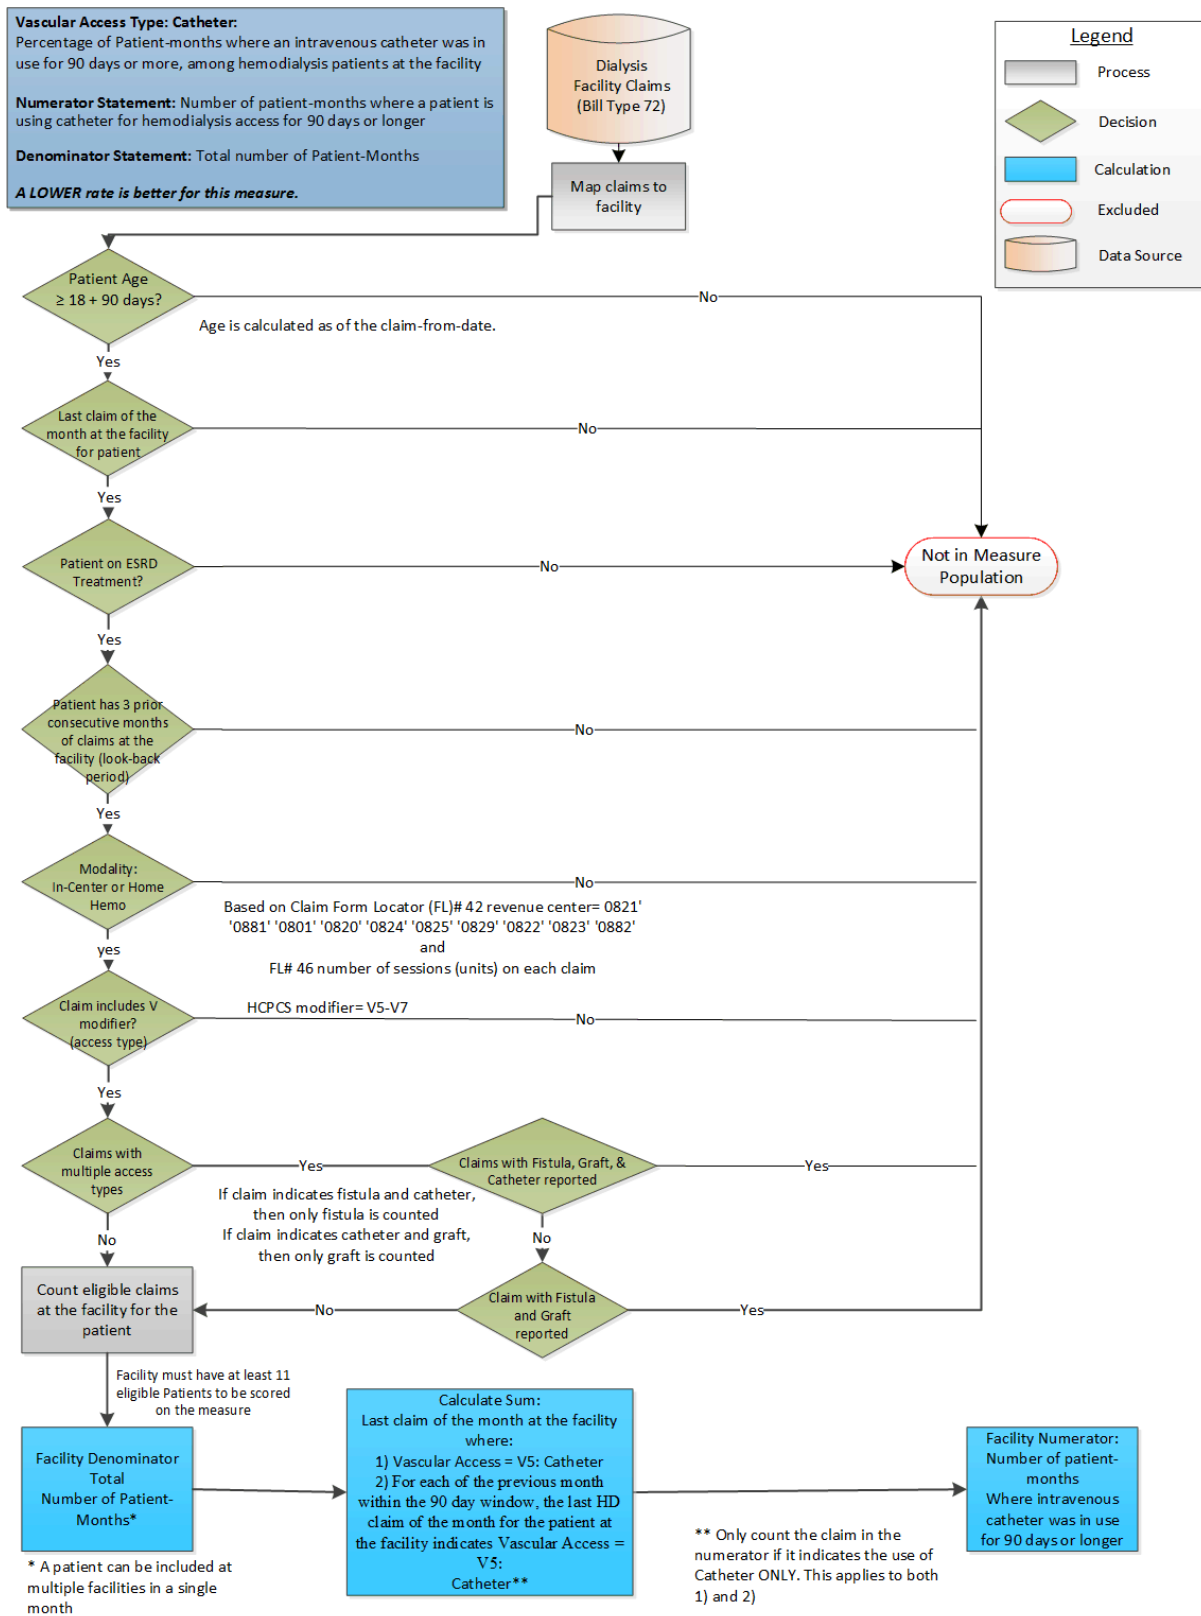 Vascular Access Type: Catheter:
Percentage of Patient-months where an intravenous catheter was in
use for 90 days or more, among hemodialysis patients at the facility
Numerator Statement: Number of patient-months where a patient is
using catheter for hemodialysis access for 90 days or longer
Denominator Statement: Total number of Patient-Months
A LOWER rate is better for this measure.
Dialysis
Facility Claims
(Bill Type 72)
Legend
Process
Decision
Calculation
Excluded
Data Source
Map claims to
facility
Patient Age
≥ 18 + 90 days?
No
Age is calculated as of the claim-from-date.
Yes
Last claim of the
month at the facility
for patient
No
Yes
Patient on ESRD
Treatment?
No
Not in Measure
Population
Yes
Patient has 3 prior
consecutive months
of claims at the
facility (look-back
period)
No
Yes
Modality:
In-Center or Home
Hemo
No
Based on Claim Form Locator (FL)# 42 revenue center= 0821'
'0881' '0801' '0820' '0824' '0825' '0829' '0822' '0823' '0882'
and
FL# 46 number of sessions (units) on each claim
yes
Claim includes V
modifier?
(access type)
HCPCS modifier= V5-V7
No
Yes
Claims with
multiple access
types
Yes
Claims with Fistula, Graft, &
Catheter reported
Yes
If claim indicates fistula and catheter,
then only fistula is counted
If claim indicates catheter and graft,
then only graft is counted
No
No
Count eligible claims
at the facility for the
patient
No
Claim with Fistula
and Graft
reported
Yes
Facility must have at least 11
eligible Patients to be scored
on the measure
Facility Denominator
Total
Number of Patient-
Months*
Calculate Sum:
Last claim of the month at the facility
where:
1) Vascular Access = V5: Catheter
2) For each of the previous month
within the 90 day window, the last HD
claim of the month for the patient at
the facility indicates Vascular Access =
V5:
Catheter**
Facility Numerator:
Number of patient-
months
Where intravenous
catheter was in use
for 90 days or longer
* A patient can be included at
multiple facilities in a single
month
** Only count the claim in the
numerator if it indicates the use of
Catheter ONLY. This applies to both
1) and 2)